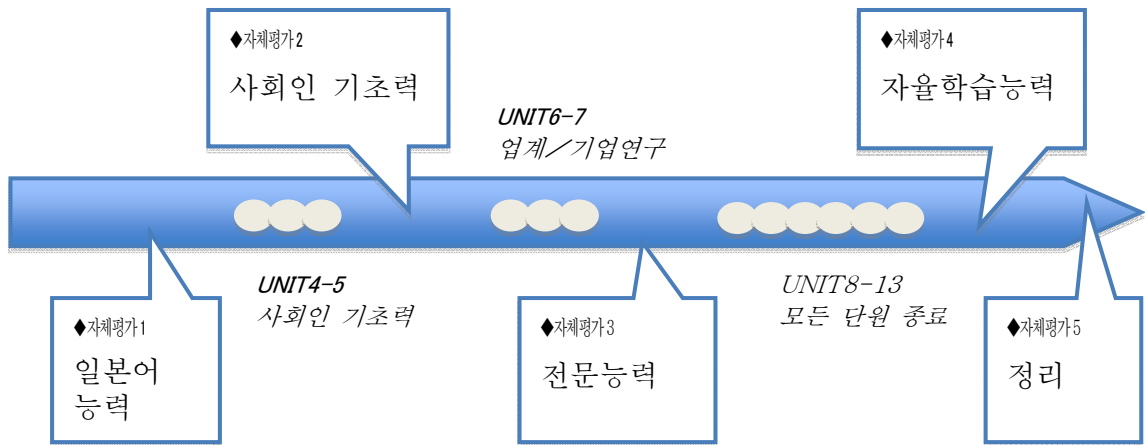 ◆자체평가2
사회인 기초력
◆자체평가4
자율학습능력
UNIT6-7
업계／기업연구
UNIT4-5
사회인 기초력
UNIT8-13
모든 단원 종료
◆자체평가1
일본어
능력
◆자체평가3
전문능력
◆자체평가5
정리